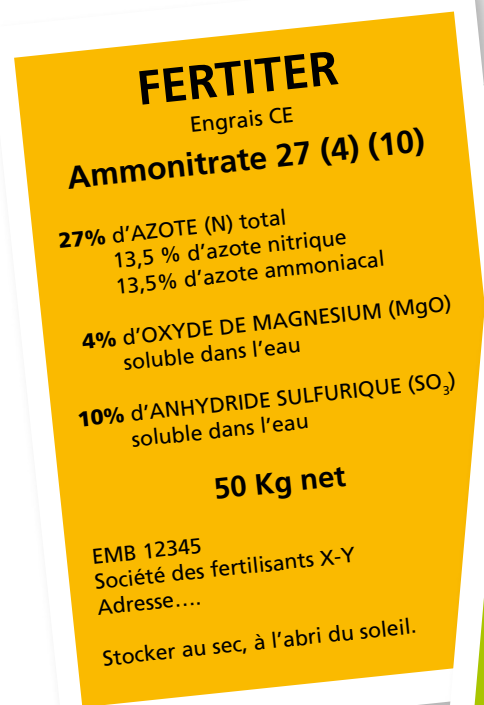 FERTITER
Engrais CE
Ammonitrate 27 (4) (10)
27% d’AZOTE (N) total
13,5 % d’azote nitrique
13,5% d’azote ammoniacal
4% d’OXYDE DE MAGNESIUM (MgO)
soluble dans l’eau
10% d’ANHYDRIDE SULFURIQUE (SO₃)
soluble dans l’eau
50 Kg net
EMB 12345
Société des fertilisants X-Y
Adresse….
Stocker au sec, à l’abri du soleil.